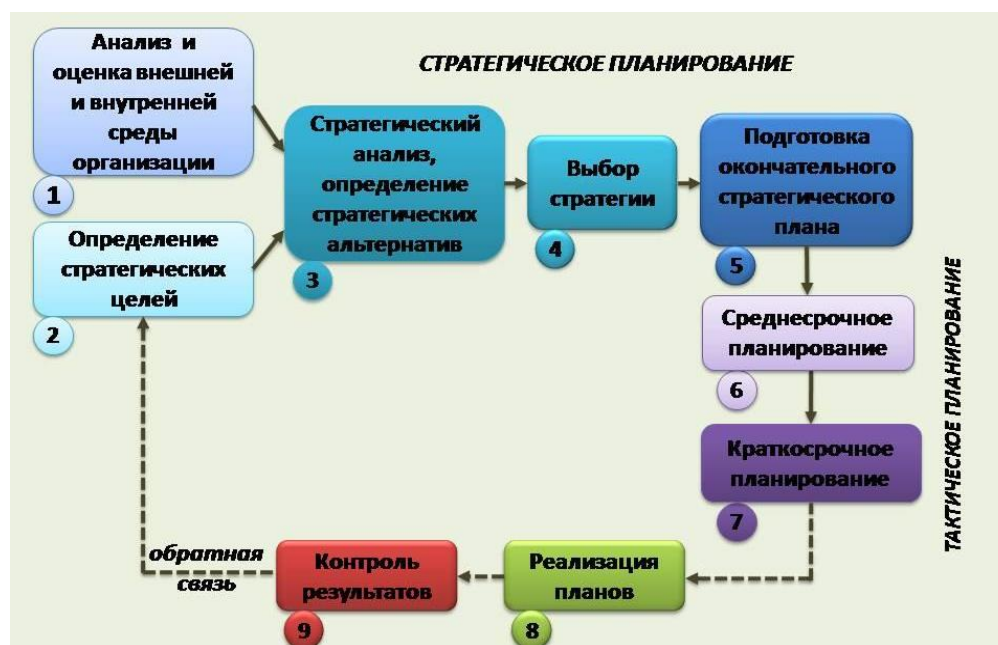 СТРАТЕГИЧЕСКОЕ ПЛАНИРОВАНИЕ
Анализ и
оценка внешней
и внутренней
среды
организации
1
Определение
стратегических
целей
2
Стратегический
анализ,
определение
стратегических
альтернатив
3
Выбор
стратегии
4
Подготовка
окончательного
стратегического
плана
5
ТАКТИЧЕСКОЕ ПЛАНИРОВАНИЕ
Среднесрочное
планирование
6
Краткосрочное
планирование
7
Реализация
планов
8
Контроль
результатов
9
обратная
связь